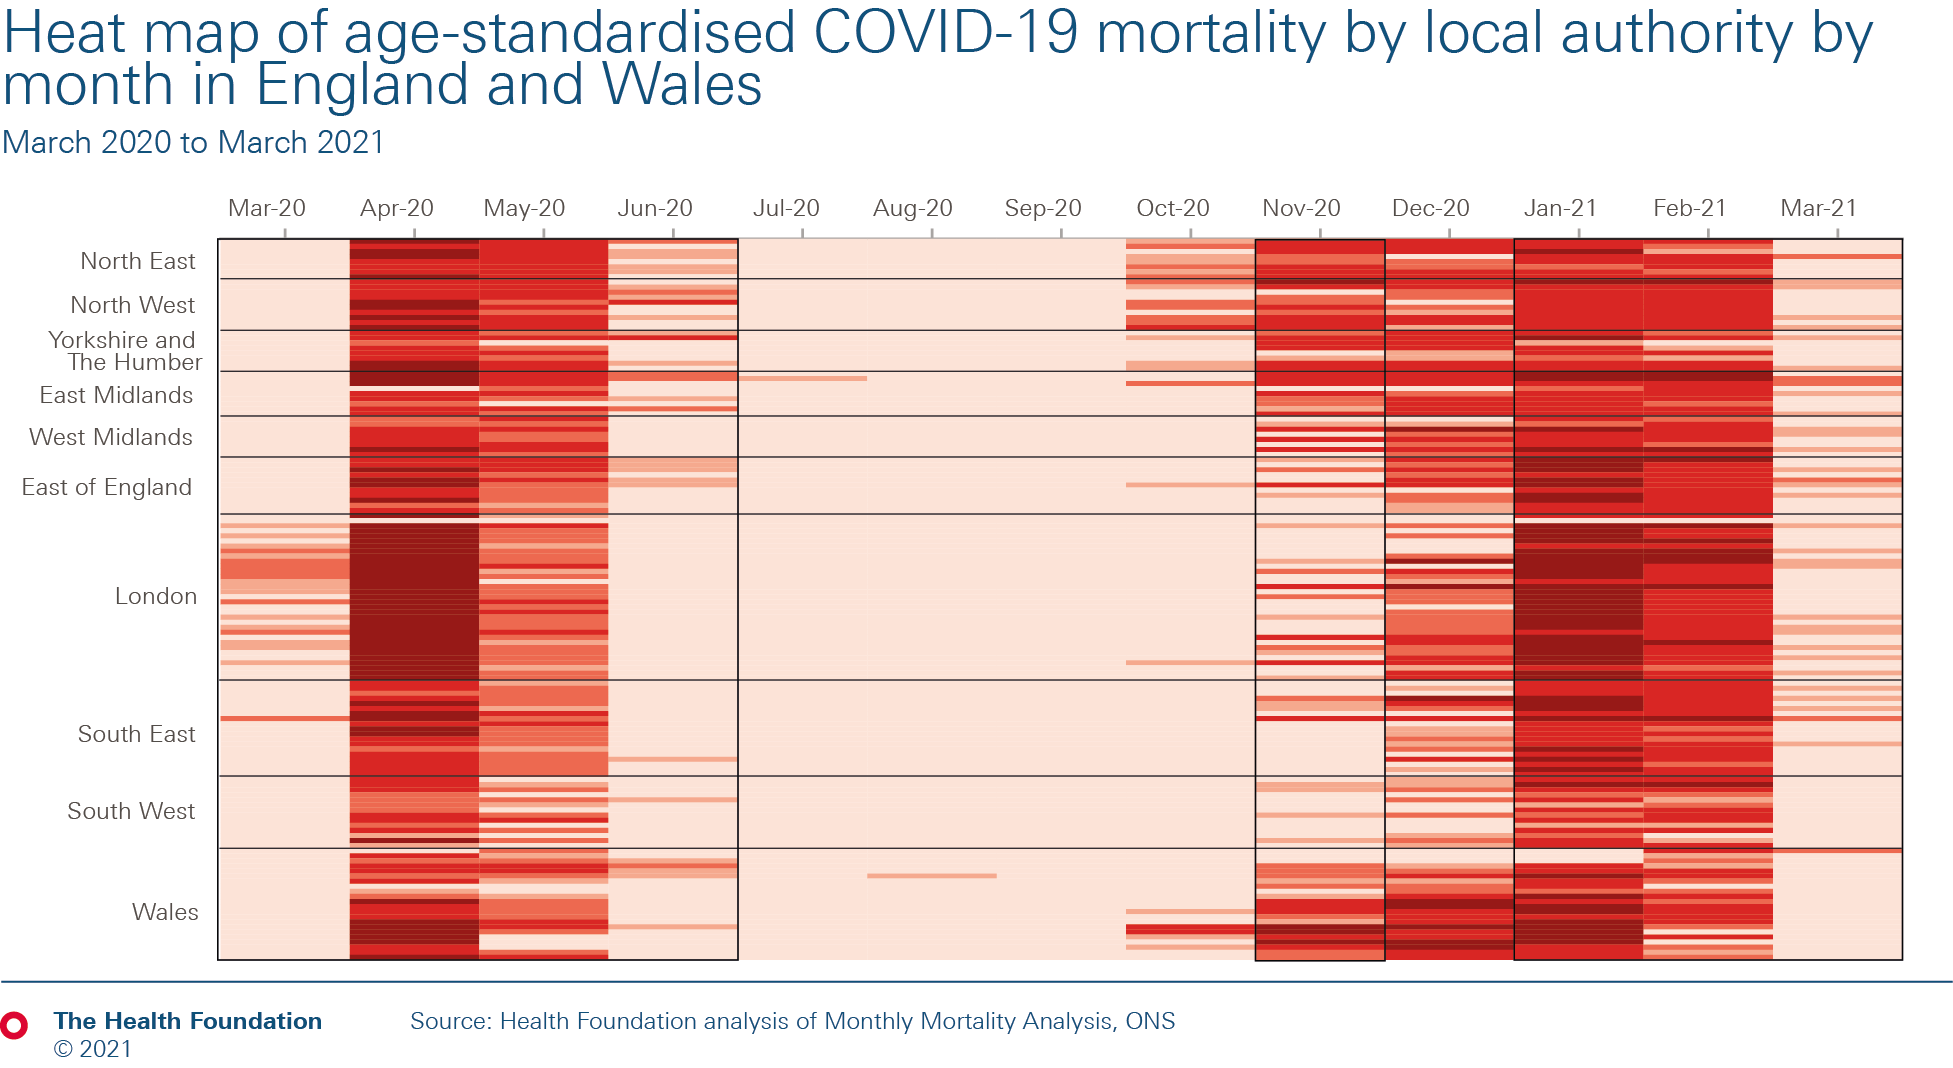 Heat map of age-standardised COVID-19 mortality by local authority by
month in England and Wales
March 2020 to March 2021
Mar-20 Apr-20 May-20 Jun-20 Jul-20 Aug-20 Sep-20 Oct-20 Nov-20 Dec-20 Jan-21 Feb-21 Mar-21
North East
North West
Yorkshire and
The Humber
East Midlands
West Midlands
East of England
London
South East
South West
Wales
The Health Foundation
© 2021
Source: Health Foundation analysis of Monthly Mortality Analysis, ONS